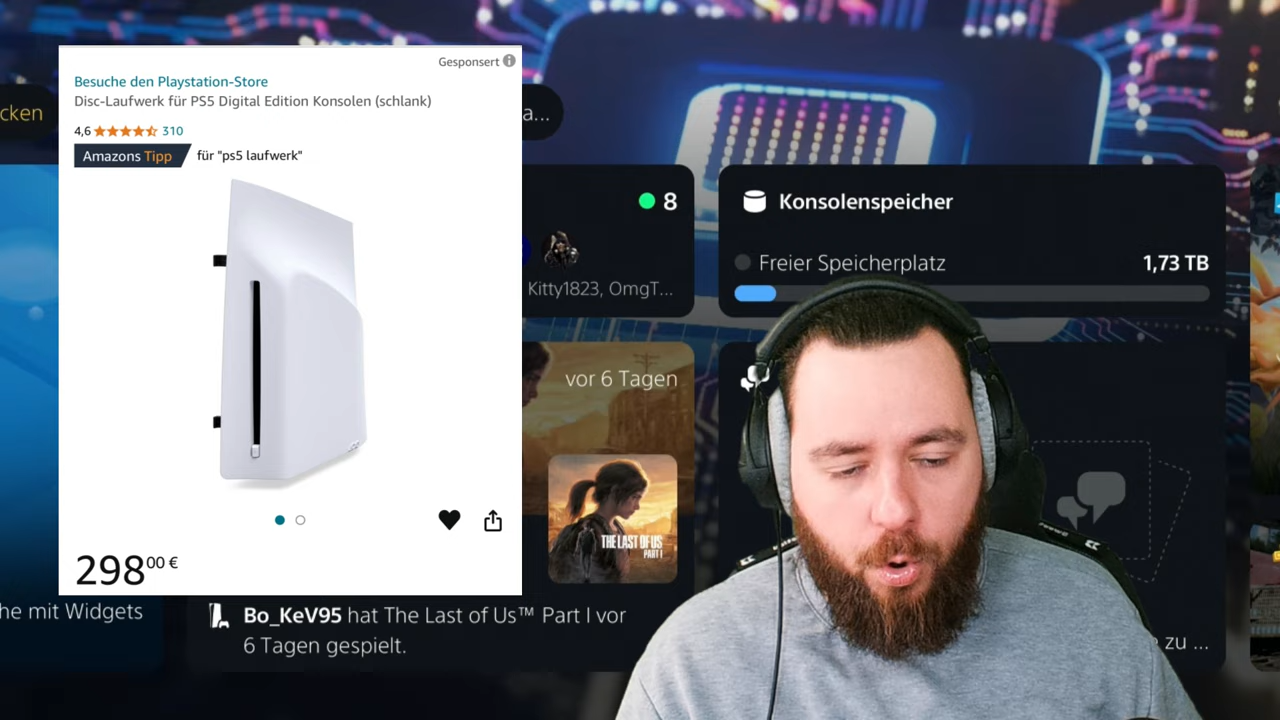 Gesponsert
Besuche den Playstation-Store
Disc-Laufwerk für PS5 Digital Edition Konsolen (schlank)
4,6 310
Amazons Tipp für "ps5 laufwerk"
298⁰⁰ €
cken
a...
8
Kitty1823, OmgT...
Konsolenspeicher
Freier Speicherplatz 1,73 TB
vor 6 Tagen
THE LAST OF US
PART I
he mit Widgets
Bo_KeV95 hat The Last of Us™ Part I vor
6 Tagen gespielt.
zu ...